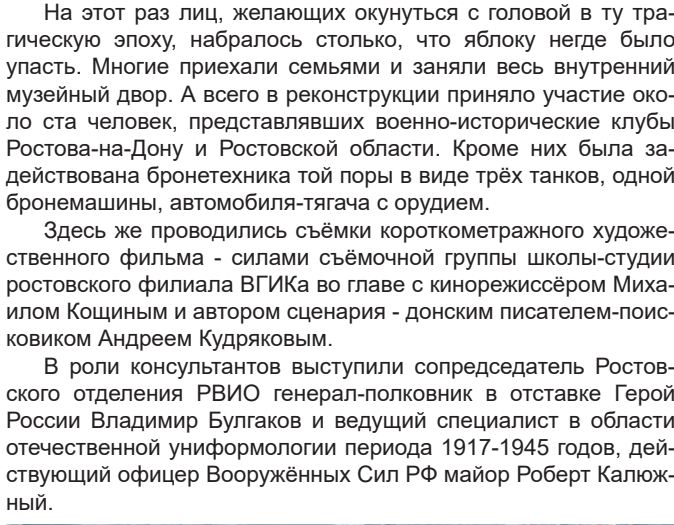 На этот раз лиц, желающих окунуться с головой в ту тра-
гическую эпоху, набралось столько, что яблоку негде было
упасть. Многие приехали семьями и заняли весь внутренний
музейный двор. А всего в реконструкции приняло участие око-
ло ста человек, представлявших военно-исторические клубы
Ростова-на-Дону и Ростовской области. Кроме них была за-
действована бронетехника той поры в виде трёх танков, одной
бронемашины, автомобиля-тягача с орудием.
Здесь же проводились съёмки короткометражного художе-
ственного фильма - силами съёмочной группы школы-студии
ростовского филиала ВГИКа во главе с кинорежиссёром Миха-
илом Кощиным и автором сценария - донским писателем-поис-
ковиком Андреем Кудряковым.
В роли консультантов выступили сопредседатель Ростов-
ского отделения РВИО генерал-полковник в отставке Герой
России Владимир Булгаков и ведущий специалист в области
отечественной униформологии периода 1917-1945 годов, дей-
ствующий офицер Вооружённых Сил РФ майор Роберт Калюж-
ный.